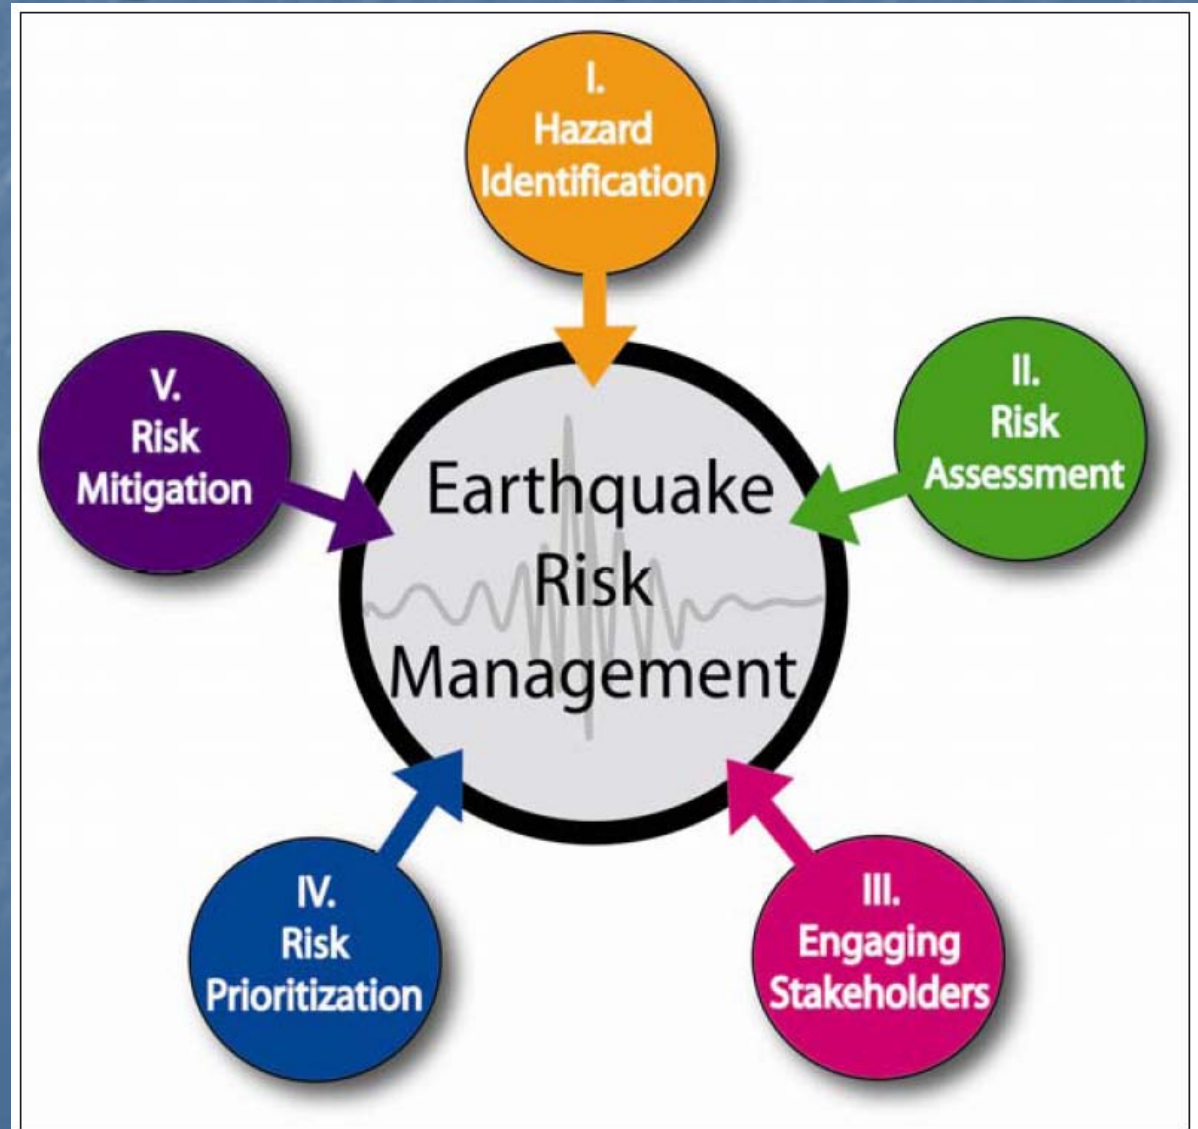 I.
Hazard
Identification
II.
Risk
Assessment
III.
Engaging
Stakeholders
IV.
Risk
Prioritization
V.
Risk
Mitigation
Earthquake
Risk
Management